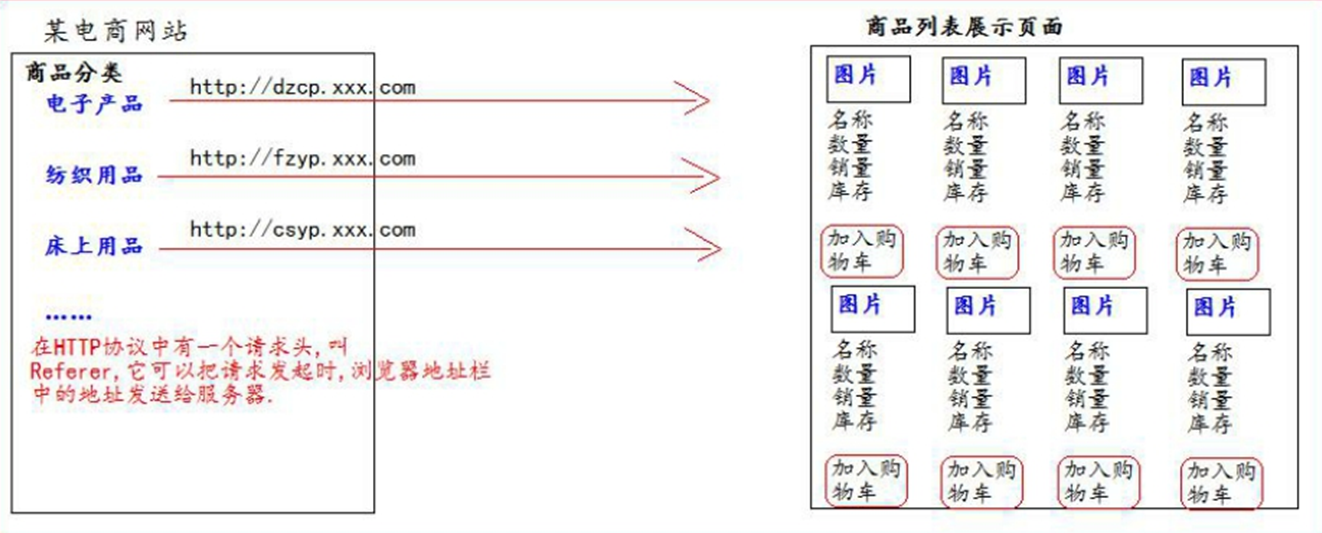 某电商网站
商品分类
电子产品
http://dzcp.xxx.com
纺织用品
http://fzyp.xxx.com
床上用品
http://csyp.xxx.com
……
在HTTP协议中有一个请求头,叫
Referer,它可以把请求发起时,浏览器地址栏
中的地址发送给服务器.
商品列表展示页面
图片 图片 图片 图片
名称 名称 名称 名称
数量 数量 数量 数量
销量 销量 销量 销量
库存 库存 库存 库存
加入购 加入购 加入购 加入购
物车 物车 物车 物车
图片 图片 图片 图片
名称 名称 名称 名称
数量 数量 数量 数量
销量 销量 销量 销量
库存 库存 库存 库存
加入购 加入购 加入购 加入购
物车 物车 物车 物车